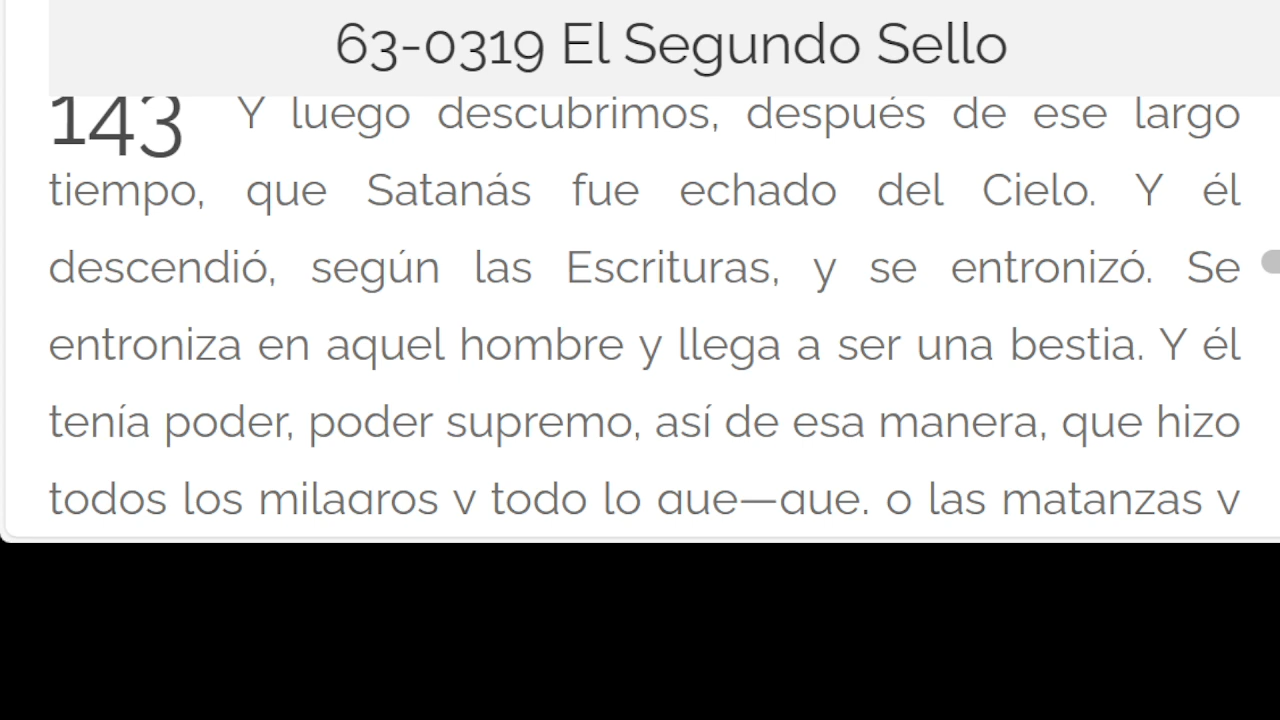 63-0319 El Segundo Sello
143 Y luego descubrimos, después de ese largo
tiempo, que Satanás fue echado del Cielo. Y él
descendió, según las Escrituras, y se entronizó. Se
entroniza en aquel hombre y llega a ser una bestia. Y él
tenía poder, poder supremo, así de esa manera, que hizo
todos los milagros y todo lo que—que, o las matanzas y